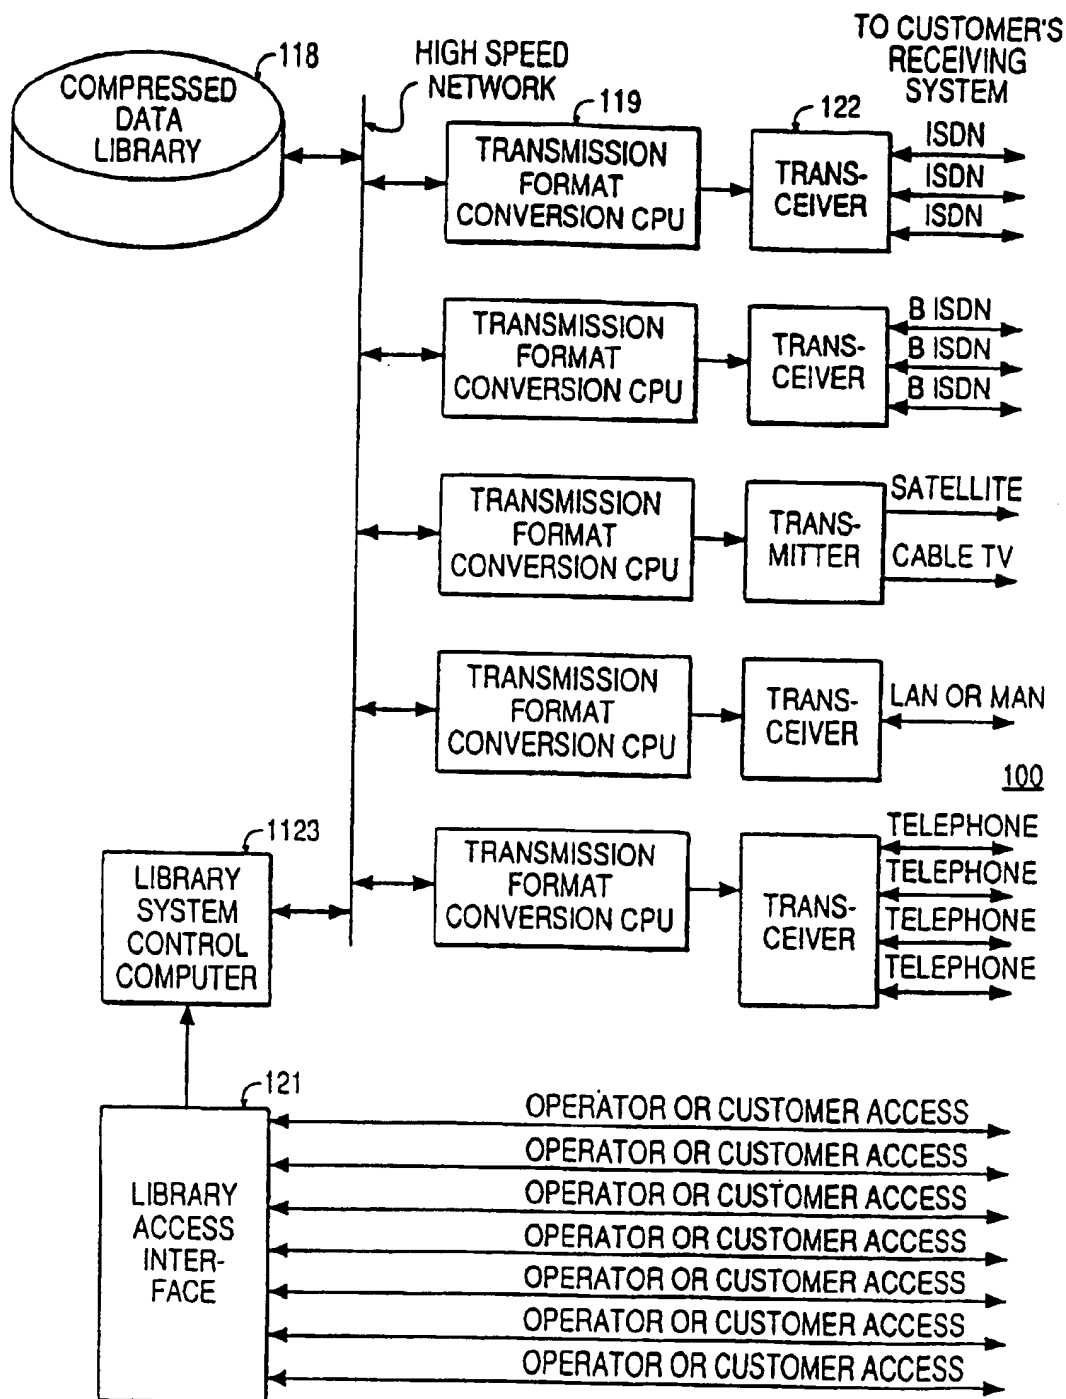 TO CUSTOMER'S
RECEIVING
SYSTEM
118
COMPRESSED
DATA
LIBRARY
HIGH SPEED
NETWORK
119
TRANSMISSION
FORMAT
CONVERSION CPU
122
TRANS-
CEIVER
ISDN
ISDN
ISDN
TRANSMISSION
FORMAT
CONVERSION CPU
TRANS-
CEIVER
B ISDN
B ISDN
B ISDN
TRANSMISSION
FORMAT
CONVERSION CPU
TRANS-
MITTER
SATELLITE
CABLE TV
TRANSMISSION
FORMAT
CONVERSION CPU
TRANS-
CEIVER
LAN OR MAN
100
1123
LIBRARY
SYSTEM
CONTROL
COMPUTER
TRANSMISSION
FORMAT
CONVERSION CPU
TRANS-
CEIVER
TELEPHONE
TELEPHONE
TELEPHONE
TELEPHONE
121
LIBRARY
ACCESS
INTER-
FACE
OPERATOR OR CUSTOMER ACCESS
OPERATOR OR CUSTOMER ACCESS
OPERATOR OR CUSTOMER ACCESS
OPERATOR OR CUSTOMER ACCESS
OPERATOR OR CUSTOMER ACCESS
OPERATOR OR CUSTOMER ACCESS
OPERATOR OR CUSTOMER ACCESS